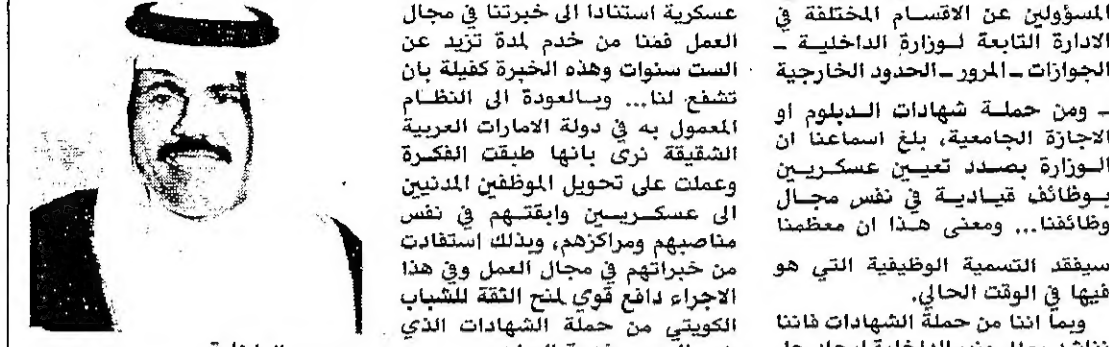 المسؤولين عن الاقسام المختلفة في
الادارة التابعة لوزارة الداخلية ـ
الجوازات ـ المرور ـ الحدود الخارجية
ـ ومن حملة شهادات الدبلوم او
الاجازة الجامعية، بلغ اسماعنا ان
الوزارة بصدد تعيين عسكريين
بوظائف قيادية في نفس مجال
وظائفنا... ومعنى هذا ان معظمنا
سيفقد التسمية الوظيفية التي هو
فيها في الوقت الحالي.
وبما اننا من حملة الشهادات فاننا
عسكرية استنادا الى خبرتنا في مجال
العمل فمنا من خدم لمدة تزيد عن
الست سنوات وهذه الخبرة كفيلة بان
تشفع لنا... وبالعودة الى النظام
المعمول به في دولة الامارات العربية
الشقيقة نرى بانها طبقت الفكرة
وعملت على تحويل الموظفين المدنيين
الى عسكريين وابقتهم في نفس
مناصبهم ومراكزهم، وبذلك استفادت
من خبراتهم في مجال العمل وفي هذا
الاجراء دافع قوي لمنح الثقة للشباب
الكويتي من حملة الشهادات الذي